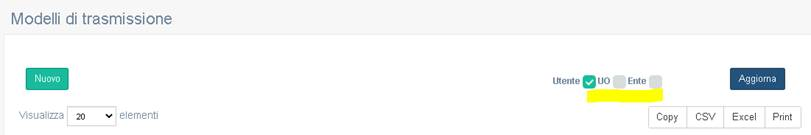 Modelli di trasmissione
Nuovo Utente UO Ente Aggiorna
Visualizza 20 elementi Copy CSV Excel Print